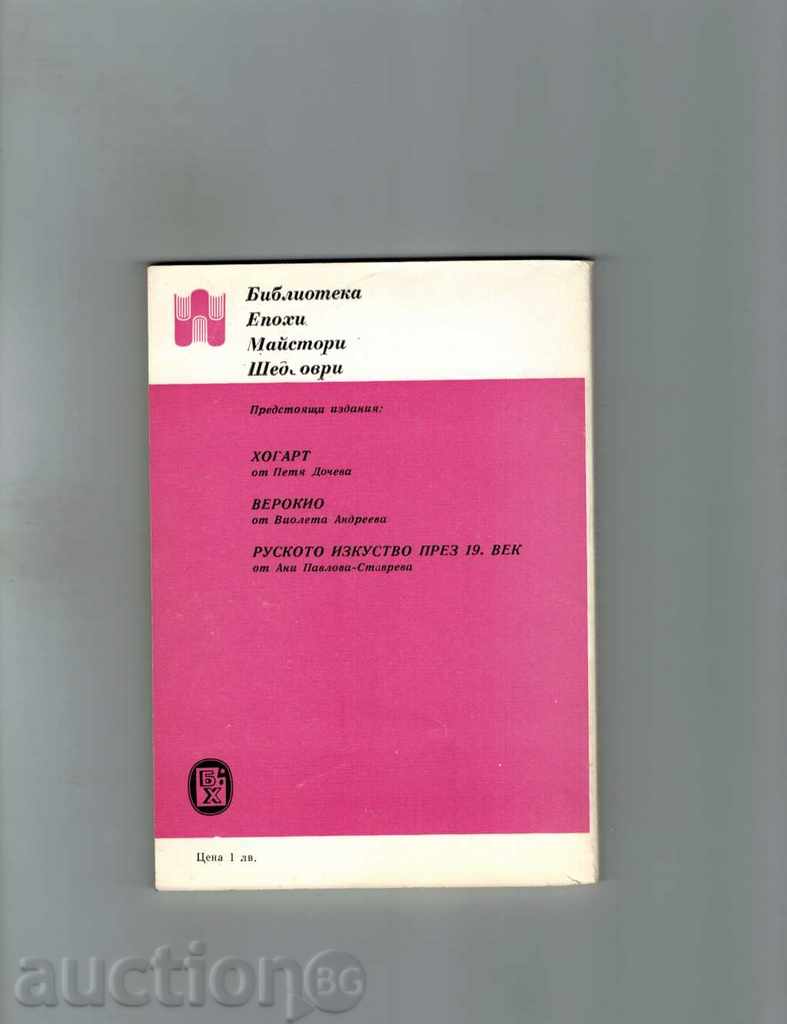 Библиотека
Епохи
Майстори
Шедьоври
Предстоящи издания:
ХОГАРТ
от Петя Дочева
ВЕРОКИО
от Виолета Андреева
РУСКОТО ИЗКУСТВО ПРЕЗ 19. ВЕК
от Ани Павлова-Ставрева
Б
Х
Цена 1 лв.
auction BG